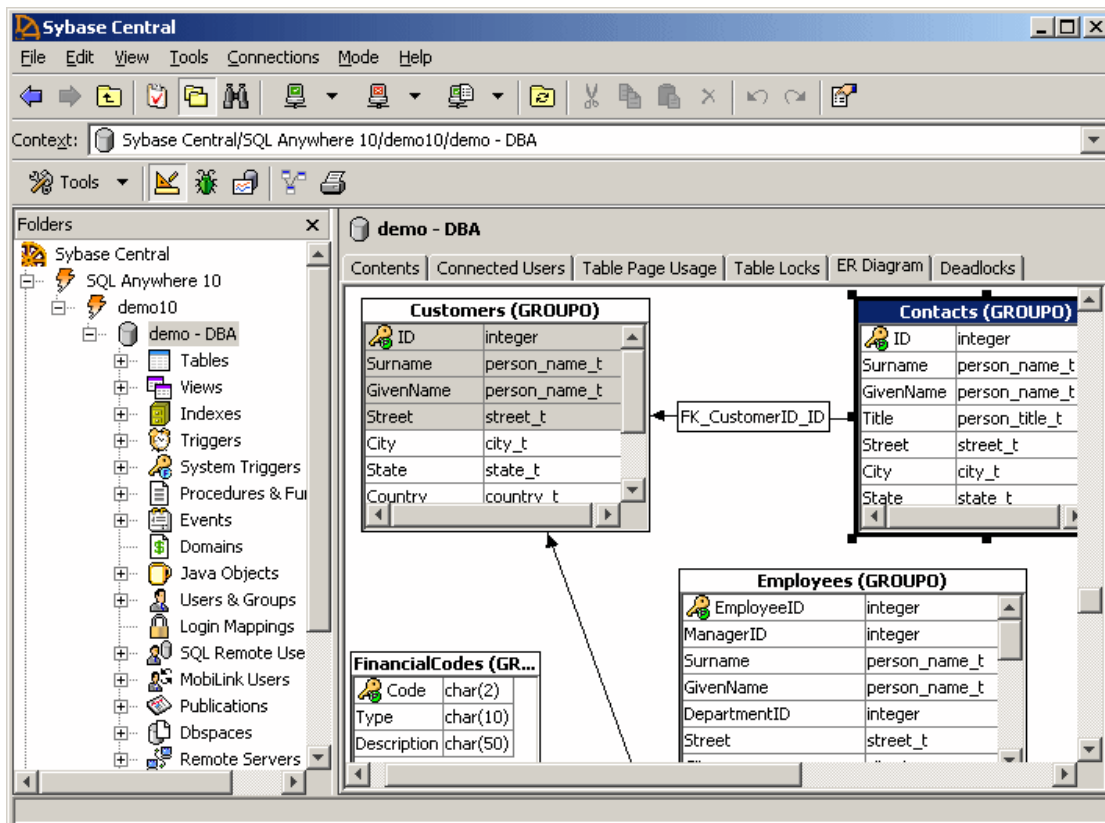 Sybase Central
File Edit View Tools Connections Mode Help
Context: Sybase Central/SQL Anywhere 10/demo10/demo - DBA
Tools
Folders
Sybase Central
SQL Anywhere 10
demo10
demo - DBA
Tables
Views
Indexes
Triggers
System Triggers
Procedures & Fu
Events
Domains
Java Objects
Users & Groups
Login Mappings
SQL Remote Use
MobiLink Users
Publications
Dbspaces
Remote Servers
demo - DBA
Contents Connected Users Table Page Usage Table Locks ER Diagram Deadlocks
Customers (GROUPO)
ID integer
Surname person_name_t
GivenName person_name_t
Street street_t
City city_t
State state_t
Country country_t
FK_CustomerID_ID
Contacts (GROUPO)
ID integer
Surname person_name_t
GivenName person_name_t
Title person_title_t
Street street_t
City city_t
State state_t
FinancialCodes (GR...
Code char(2)
Type char(10)
Description char(50)
Employees (GROUPO)
EmployeeID integer
ManagerID integer
Surname person_name_t
GivenName person_name_t
DepartmentID integer
Street street_t